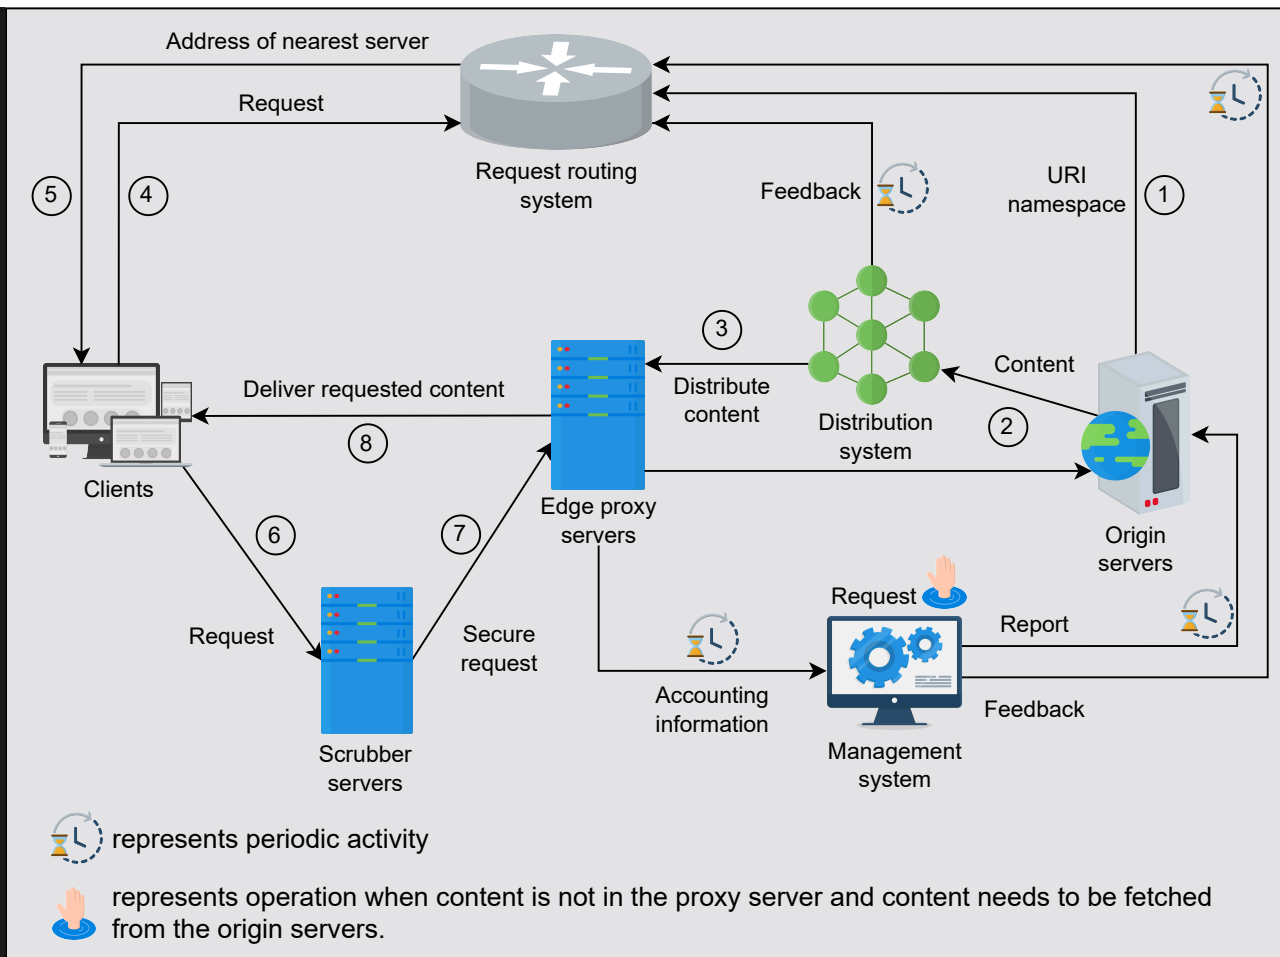 Address of nearest server
Request
Request routing
system
5
4
Feedback
URI
namespace
1
3
Distribute
content
Content
2
Distribution
system
Deliver requested content
8
Clients
Edge proxy
servers
Origin
servers
6
7
Request
Secure
request
Scrubber
servers
Request
Report
Accounting
information
Feedback
Management
system
represents periodic activity
represents operation when content is not in the proxy server and content needs to be fetched
from the origin servers.